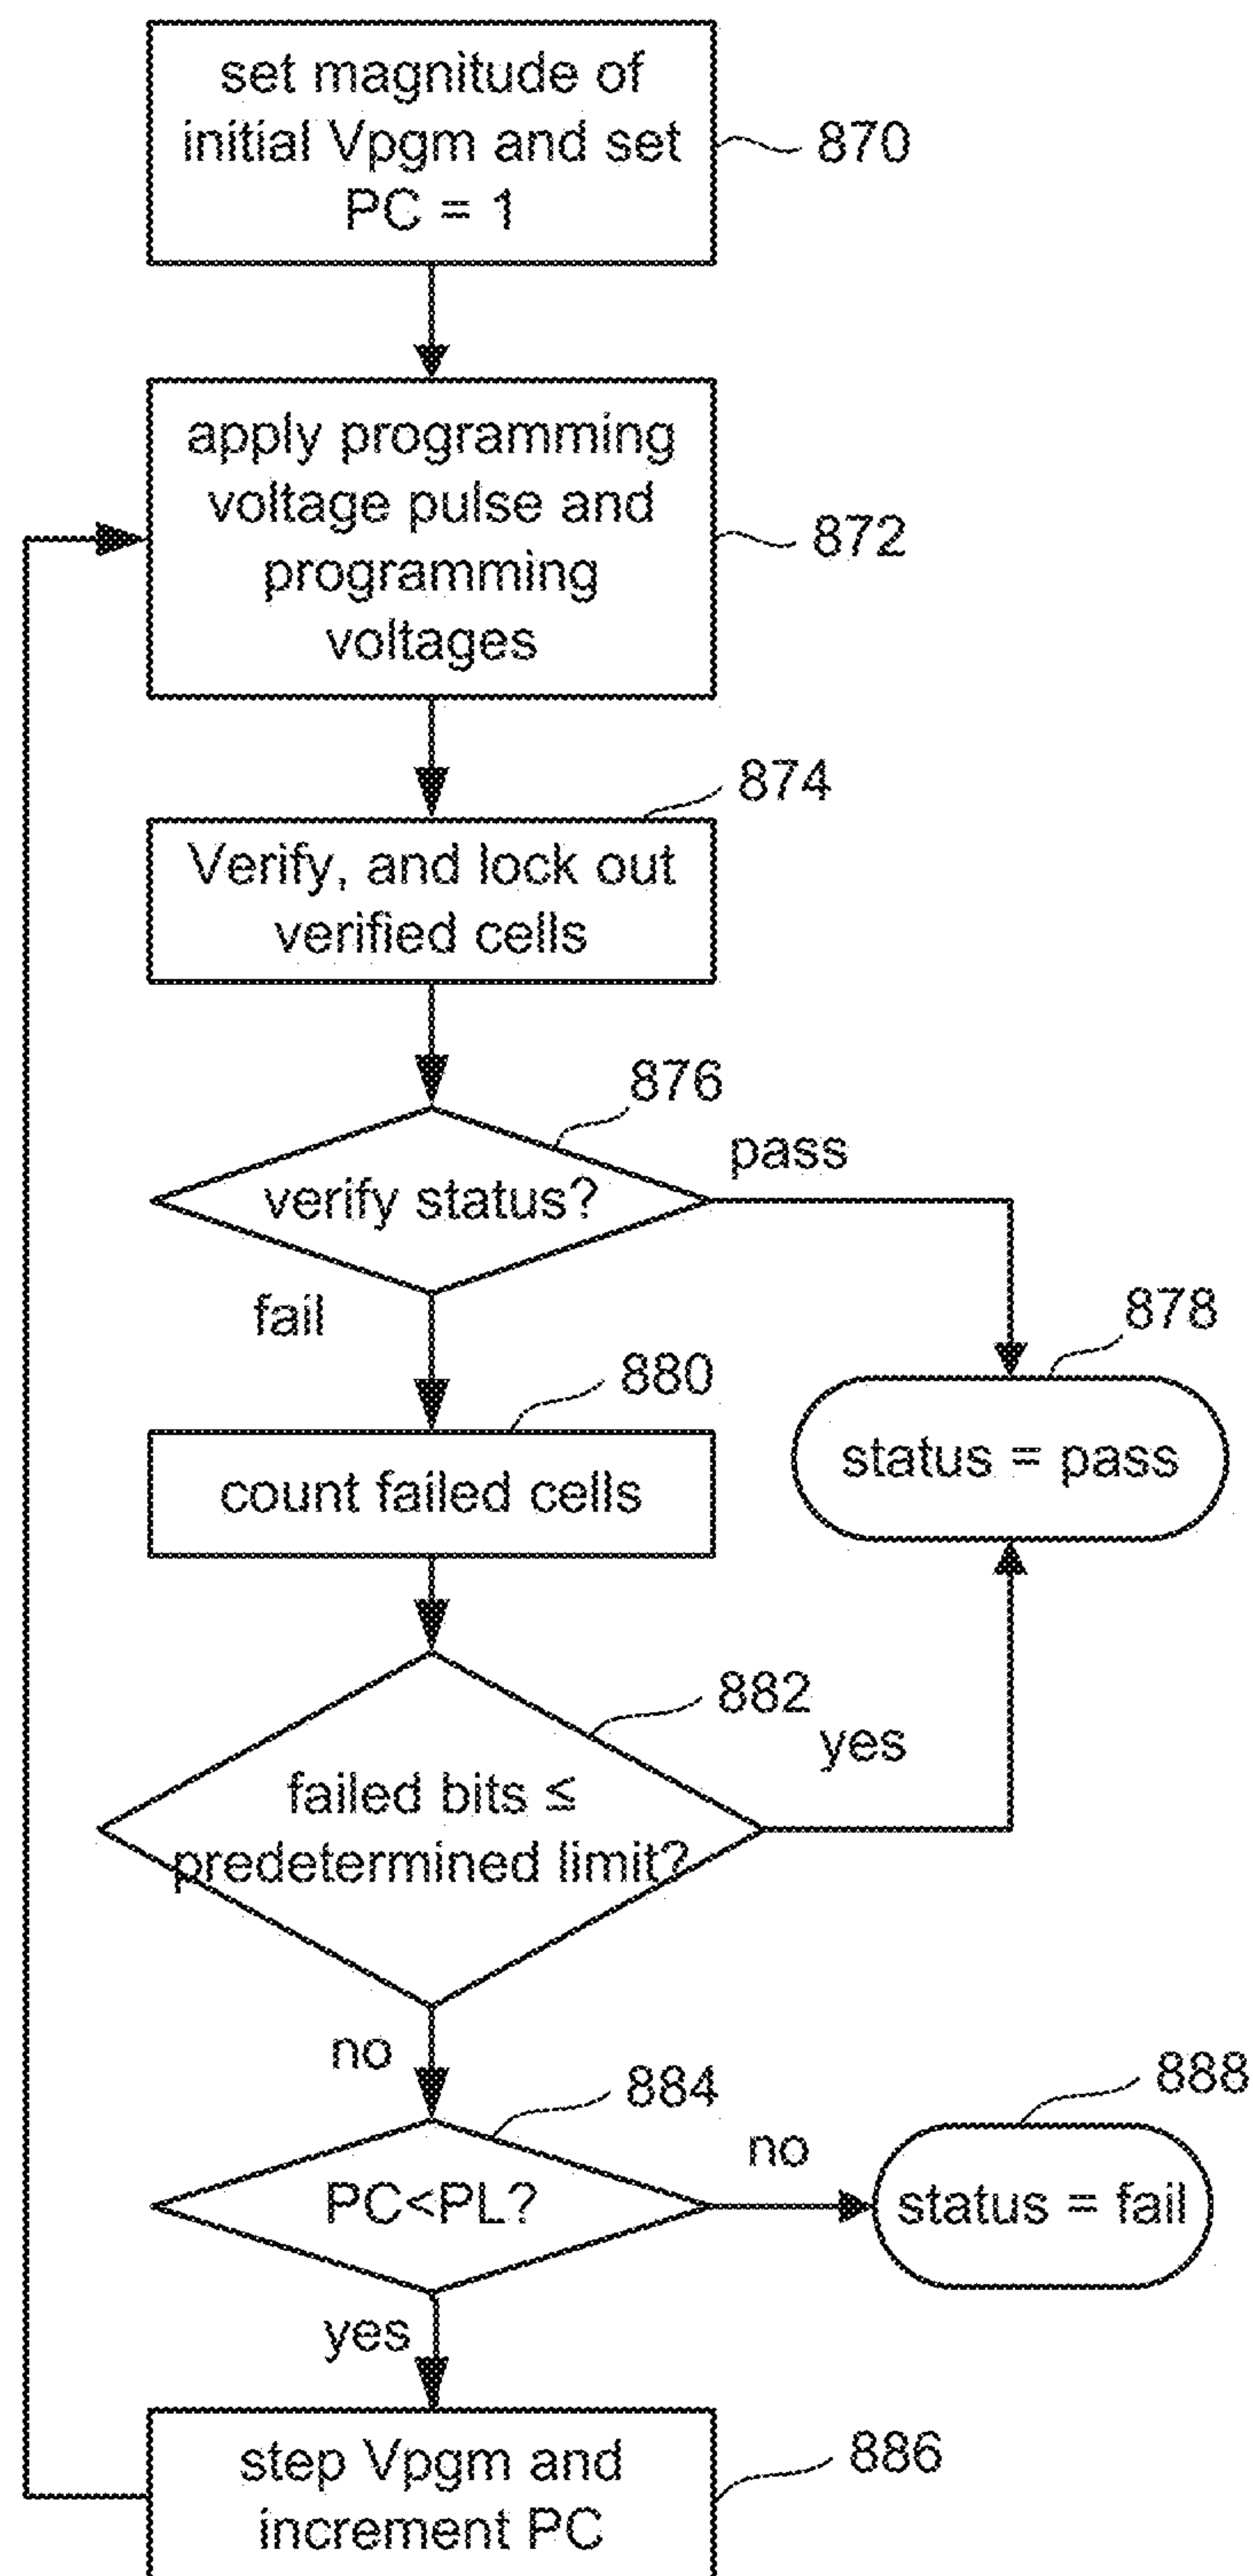 set magnitude of
initial Vpgm and set
PC = 1
870
apply programming
voltage pulse and
programming
voltages
872
874
Verify, and lock out
verified cells
876
pass
verify status?
fail
878
880
status = pass
count failed cells
882
yes
failed bits ≤
predetermined limit?
no
884
888
no
PC<PL?
status = fail
yes
886
step Vpgm and
increment PC